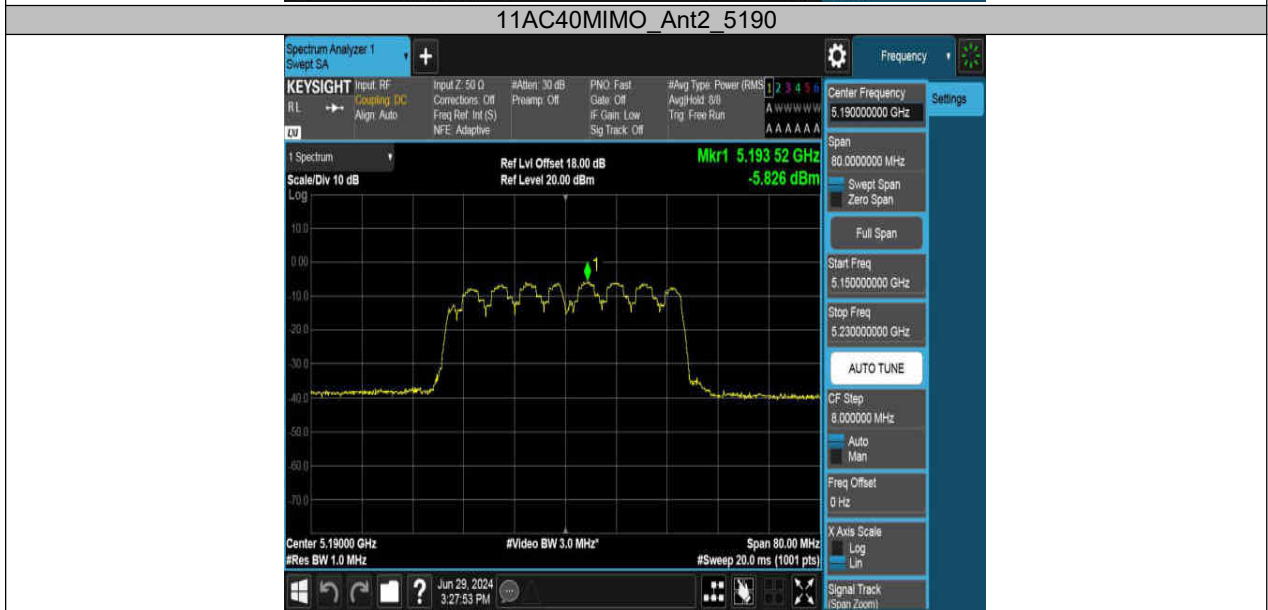 11AC40MIMO_Ant2_5190
Spectrum Analyzer 1
Swept SA
+
Frequency
KEYSIGHT
RL
LXI
Input: RF
Coupling: DC
Align: Auto
Input Z: 50 Ω
Corrections: Off
Freq Ref: Int (S)
NFE: Adaptive
#Atten: 30 dB
Preamp: Off
PNO: Fast
Gate: Off
IF Gain: Low
Sig Track: Off
#Avg Type: Power (RMS
Avg|Hold: 8/8
Trig: Free Run
1 2 3 4 5 6
A W W W W W
A A A A A A
1 Spectrum
Scale/Div 10 dB
Log
Ref Lvl Offset 18.00 dB
Ref Level 20.00 dBm
Mkr1 5.193 52 GHz
-5.826 dBm
10.0
0.00
-10.0
-20.0
-30.0
-40.0
-50.0
-60.0
-70.0
1
Center 5.19000 GHz
#Res BW 1.0 MHz
#Video BW 3.0 MHz*
Span 80.00 MHz
#Sweep 20.0 ms (1001 pts)
Center Frequency
5.190000000 GHz
Settings
Span
80.0000000 MHz
Swept Span
Zero Span
Full Span
Start Freq
5.150000000 GHz
Stop Freq
5.230000000 GHz
AUTO TUNE
CF Step
8.000000 MHz
Auto
Man
Freq Offset
0 Hz
X Axis Scale
Log
Lin
Signal Track
(Span Zoom)
?
Jun 29, 2024
3:27:53 PM